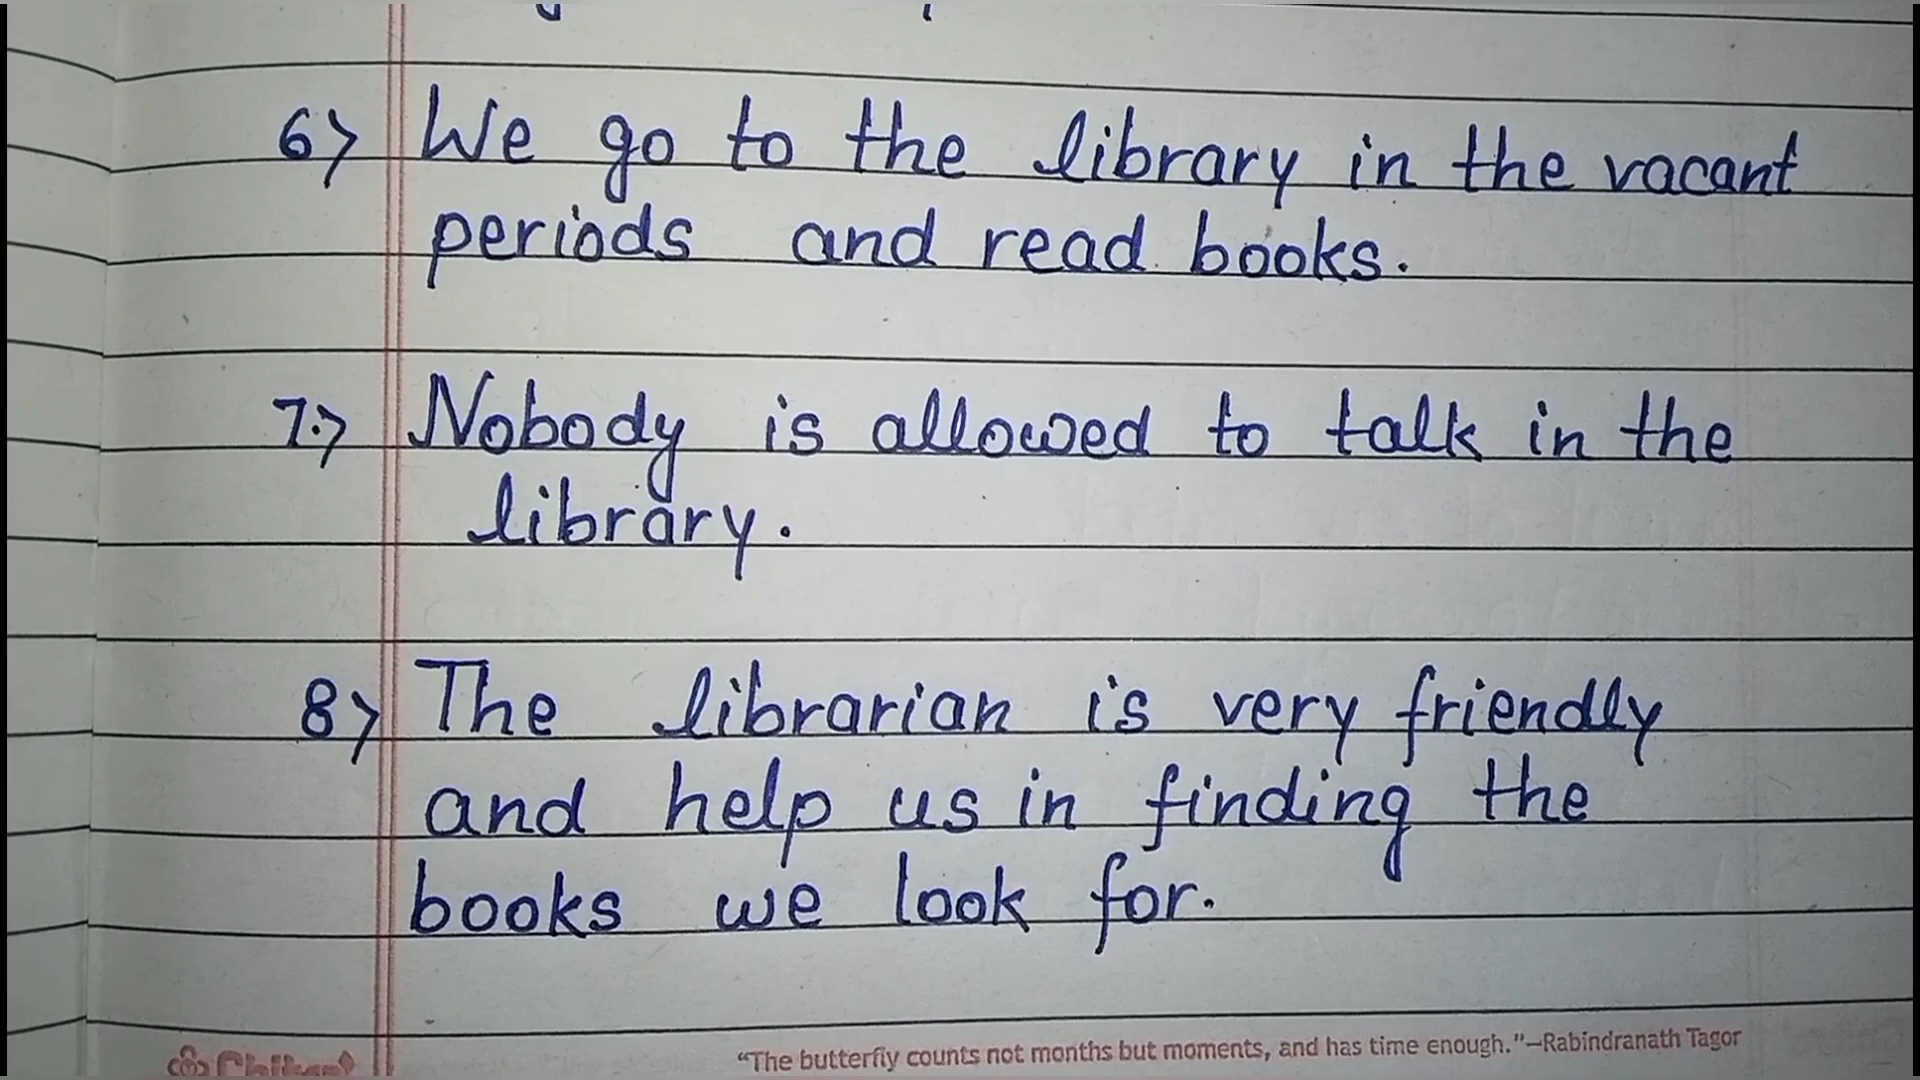 6) We go to the library in the vacant
periods and read books.
7.) Nobody is allowed to talk in the
library.
8) The librarian is very friendly
and help us in finding the
books we look for.
"The butterfly counts not months but moments, and has time enough."—Rabindranath Tagor